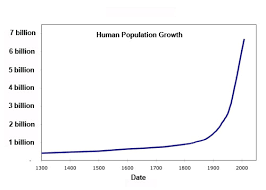 Human Population Growth
7 billion
6 billion
5 billion
4 billion
3 billion
2 billion
1 billion
-
1300 1400 1500 1600 1700 1800 1900 2000
Date